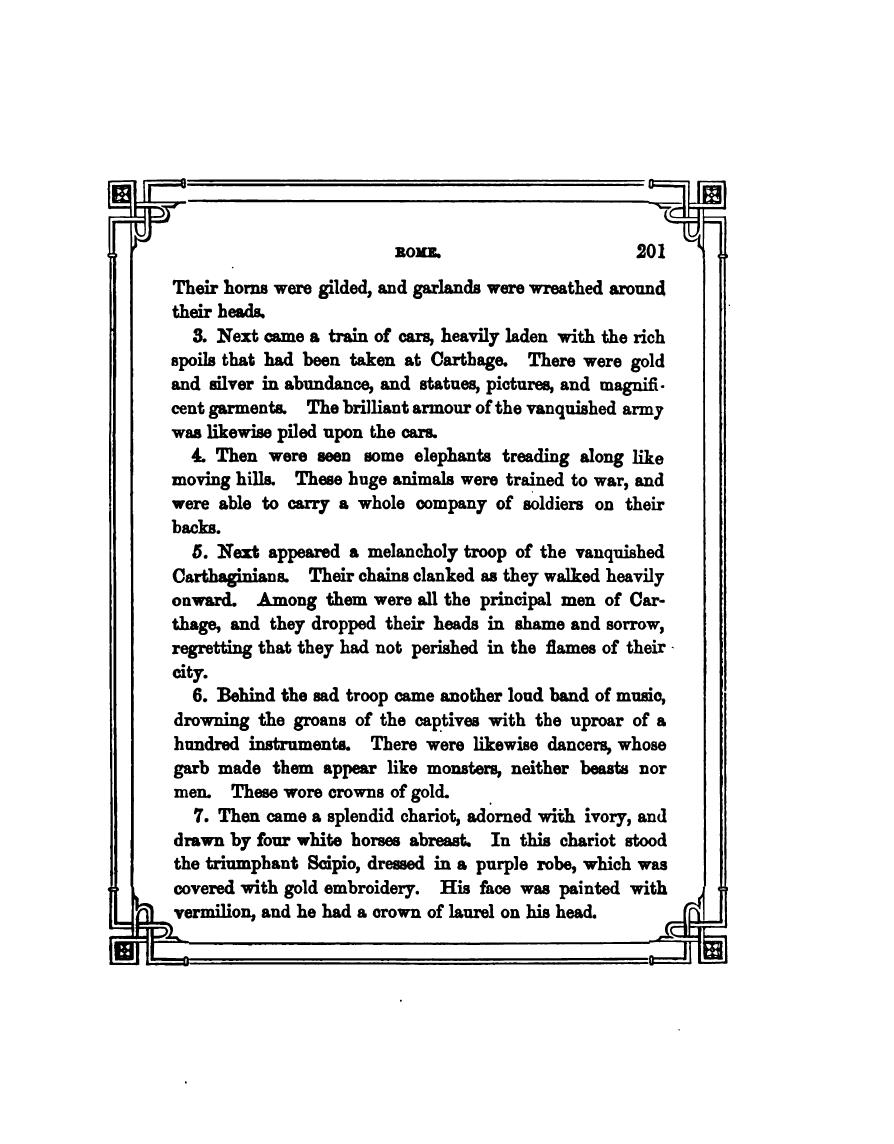 ROME. 201
Their horns were gilded, and garlands were wreathed around
their heads.
3. Next came a train of cars, heavily laden with the rich
spoils that had been taken at Carthage. There were gold
and silver in abundance, and statues, pictures, and magnifi-
cent garments. The brilliant armour of the vanquished army
was likewise piled upon the cars.
4. Then were seen some elephants treading along like
moving hills. These huge animals were trained to war, and
were able to carry a whole company of soldiers on their
backs.
5. Next appeared a melancholy troop of the vanquished
Carthaginians. Their chains clanked as they walked heavily
onward. Among them were all the principal men of Car-
thage, and they dropped their heads in shame and sorrow,
regretting that they had not perished in the flames of their
city.
6. Behind the sad troop came another loud band of music,
drowning the groans of the captives with the uproar of a
hundred instruments. There were likewise dancers, whose
garb made them appear like monsters, neither beasts nor
men. These wore crowns of gold.
7. Then came a splendid chariot, adorned with ivory, and
drawn by four white horses abreast. In this chariot stood
the triumphant Scipio, dressed in a purple robe, which was
covered with gold embroidery. His face was painted with
vermilion, and he had a crown of laurel on his head.